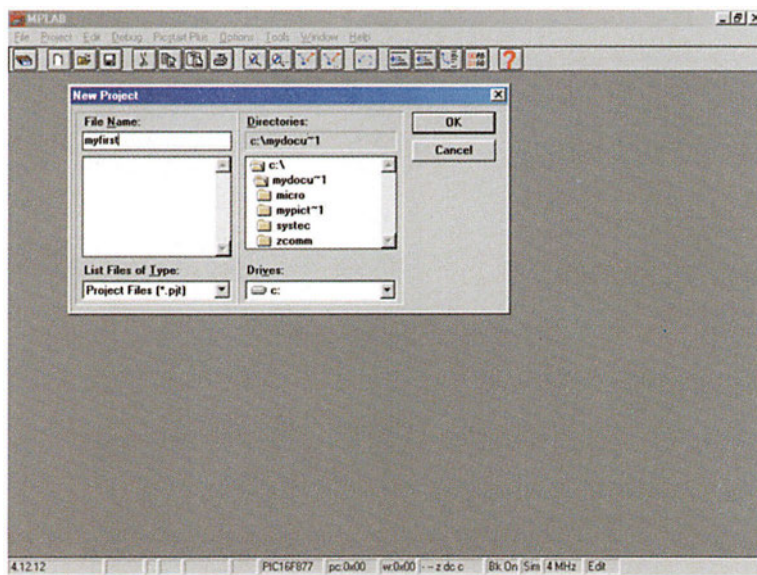 MPLAB
File Project Edit Debug Picstart Plus Options Tools Window Help
New Project
File Name:
myfirst
Directories:
c:\mydocu~1
OK
Cancel
c:\
mydocu~1
micro
mypict~1
systec
zcomm
List Files of Type:
Project Files (*.pjt)
Drives:
c:
4.12.12 PIC16F877 pc:0x00 w:0x00 - - z dc c Bk On Sim 4 MHz Edit